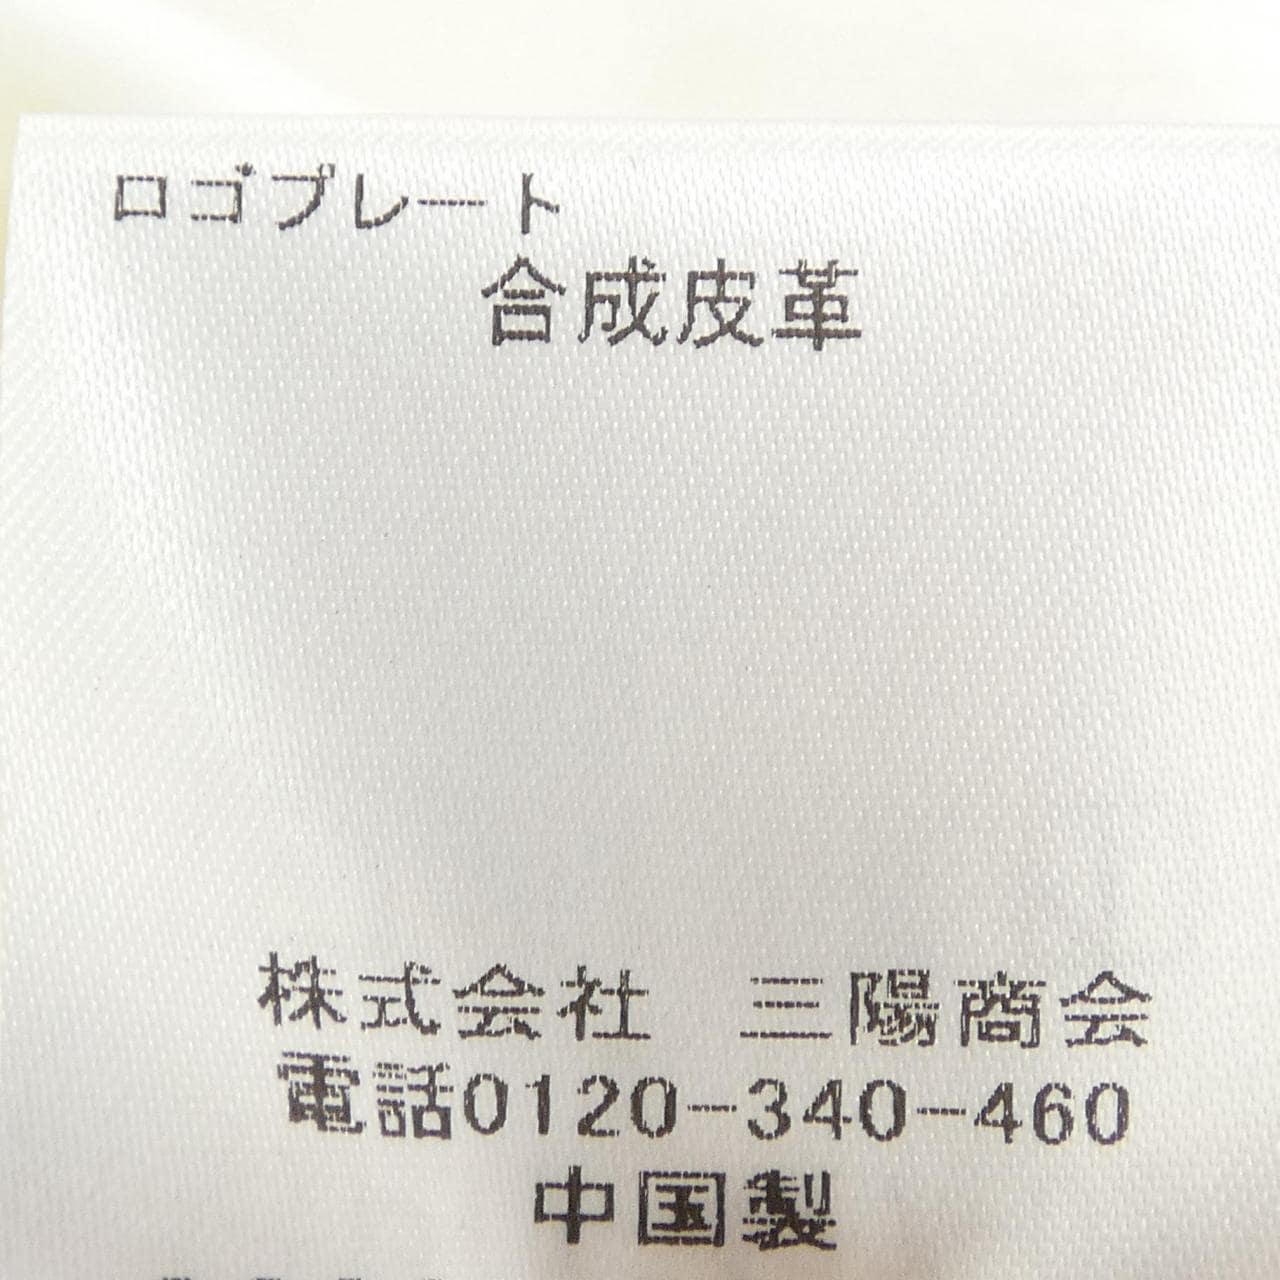 ロゴプレート
合成皮革
株式会社 三陽商会
電話0120-340-460
中国製